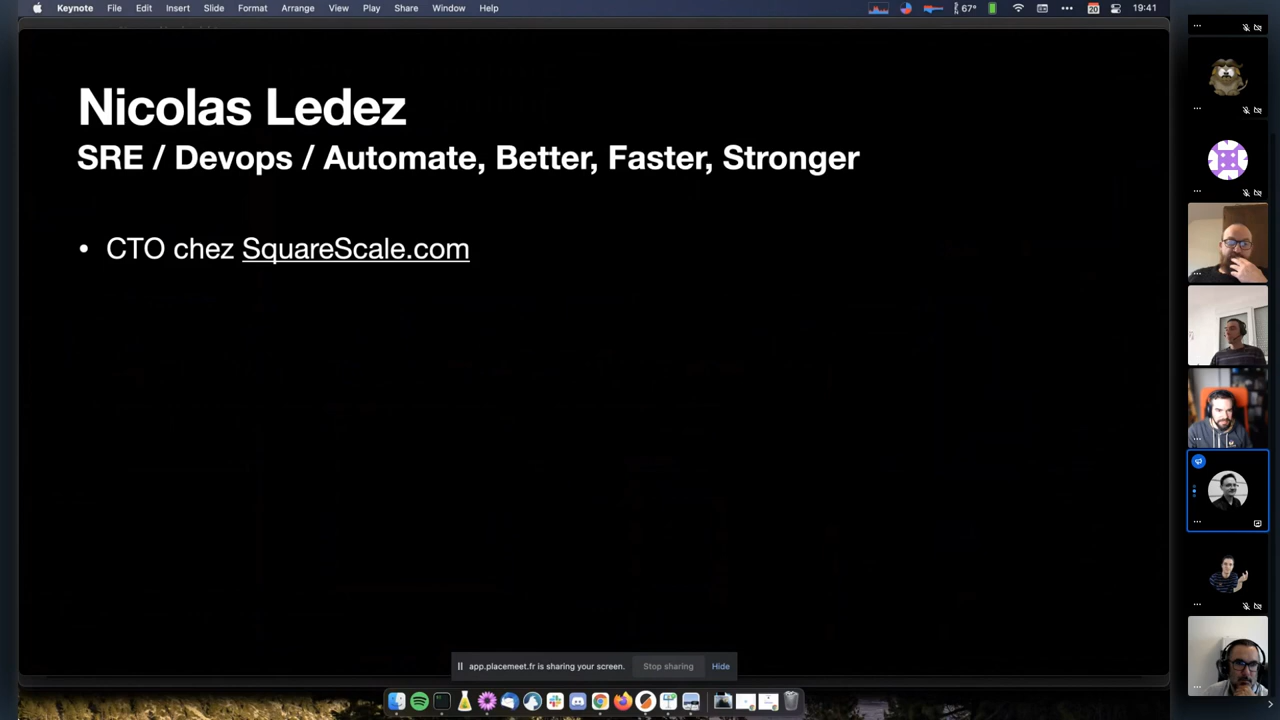 Keynote File Edit Insert Slide Format Arrange View Play Share Window Help 67° 20 19:41
Nicolas Ledez
SRE / Devops / Automate, Better, Faster, Stronger
• CTO chez SquareScale.com
app.placemeet.fr is sharing your screen. Stop sharing Hide